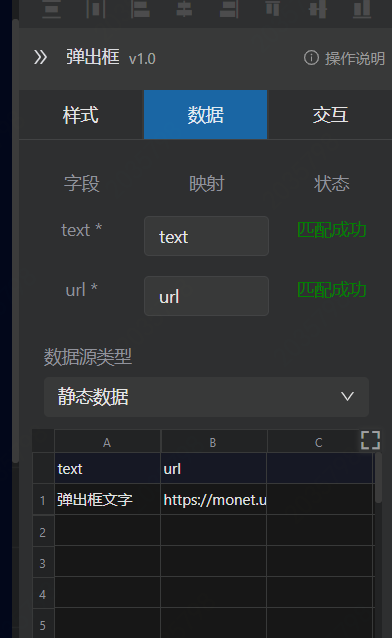 弹出框 v1.0 操作说明
样式 数据 交互
字段 映射 状态
text * text 匹配成功
url * url 匹配成功
数据源类型
静态数据
A B C
text url
1 弹出框文字 https://monet.u
2
3
4
5